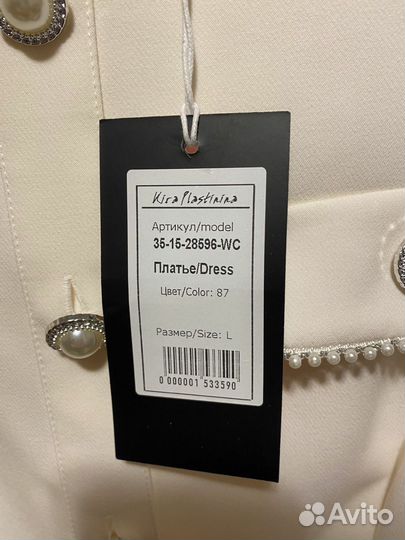 Kira Plastinina
Артикул/model
35-15-28596-WC
Платье/Dress
Цвет/Color: 87
Размер/Size: L
0 000001 533590
Avito